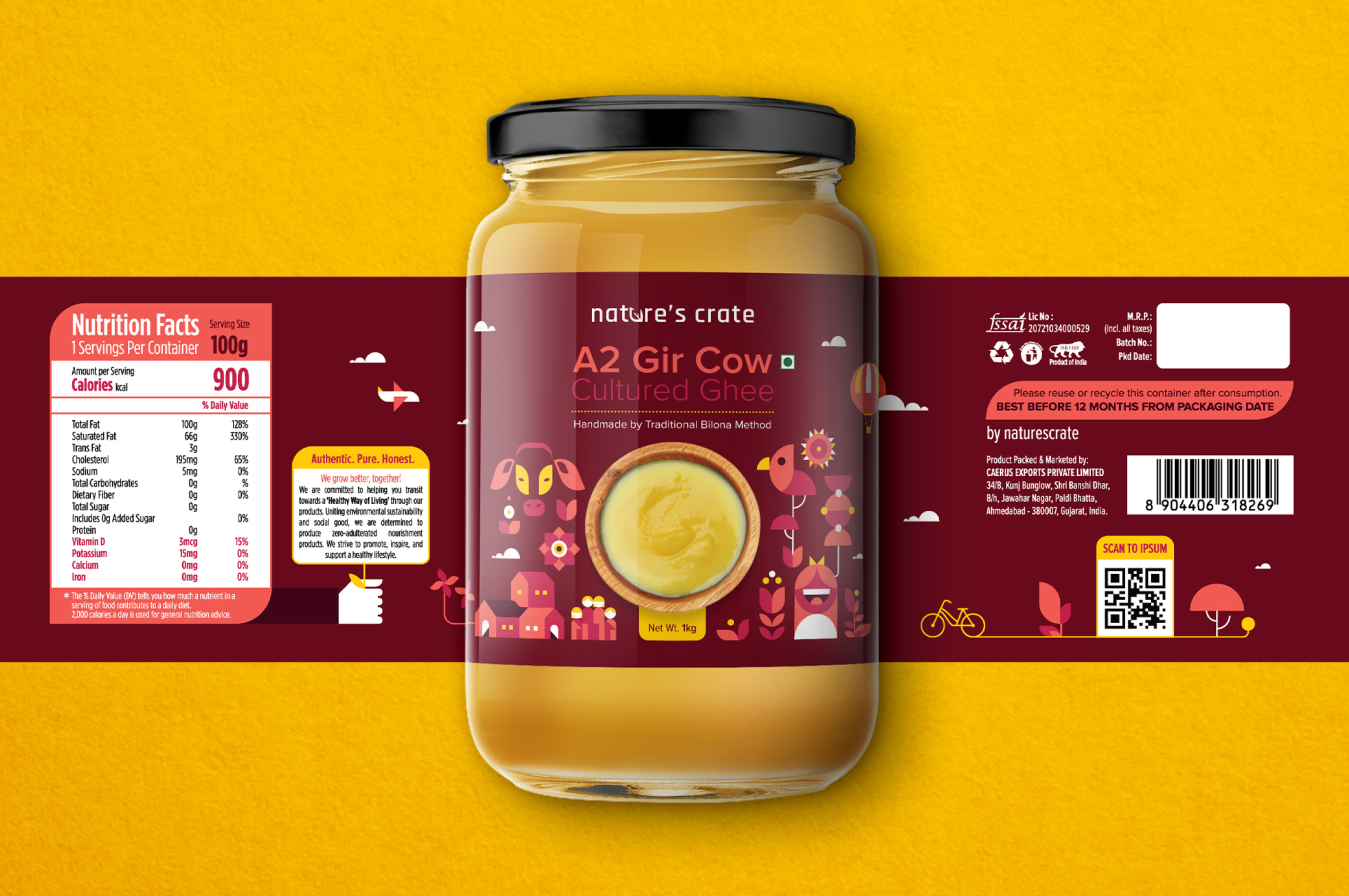 Nutrition Facts
Serving Size
1 Servings Per Container 100g
Amount per Serving
Calories kcal 900
% Daily Value
Total Fat 100g 128%
Saturated Fat 66g 330%
Trans Fat 3g
Cholesterol 195mg 65%
Sodium 5mg 0%
Total Carbohydrates 0g %
Dietary Fiber 0g 0%
Total Sugar 0g
Includes 0g Added Sugar 0%
Protein 0g
Vitamin D 3mcg 15%
Potassium 15mg 0%
Calcium 0mg 0%
Iron 0mg 0%
* The % Daily Value (DV) tells you how much a nutrient in a
serving of food contributes to a daily diet.
2,000 calories a day is used for general nutrition advice.
Authentic. Pure. Honest.
We grow better, together!
We are committed to helping you transit
towards a 'Healthy Way of Living' through our
products. Uniting environmental sustainability
and social good, we are determined to
produce zero-adulterated nourishment
products. We strive to promote, inspire, and
support a healthy lifestyle.
nature's crate
A2 Gir Cow
Cultured Ghee
Handmade by Traditional Bilona Method
Net Wt. 1kg
fssai Lic No :
20721034000529
Product of India
M.R.P.:
(incl. all taxes)
Batch No.:
Pkd Date:
Please reuse or recycle this container after consumption.
BEST BEFORE 12 MONTHS FROM PACKAGING DATE
by naturescrate
Product Packed & Marketed by:
CAERUS EXPORTS PRIVATE LIMITED
34/B, Kunj Bunglow, Shri Banshi Dhar,
B/h, Jawahar Nagar, Paldi Bhatta,
Ahmedabad - 380007, Gujarat, India.
8 904406 318269
SCAN TO IPSUM